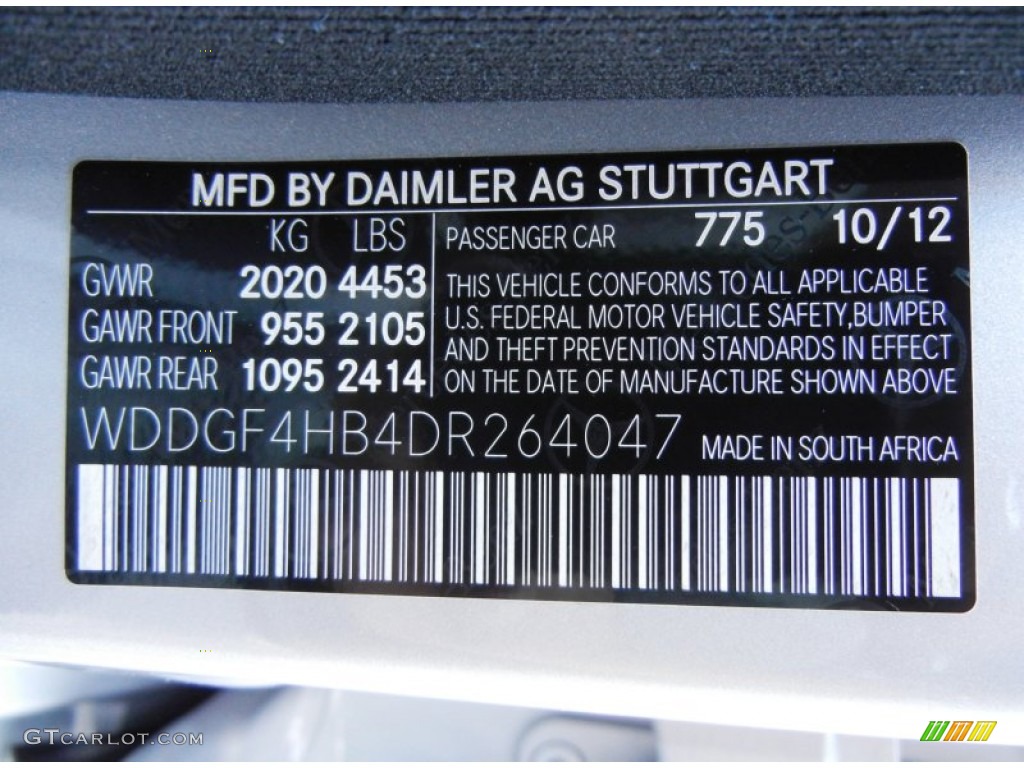 MFD BY DAIMLER AG STUTTGART
KG LBS
GVWR 2020 4453
GAWR FRONT 955 2105
GAWR REAR 1095 2414
PASSENGER CAR 775 10/12
THIS VEHICLE CONFORMS TO ALL APPLICABLE
U.S. FEDERAL MOTOR VEHICLE SAFETY,BUMPER
AND THEFT PREVENTION STANDARDS IN EFFECT
ON THE DATE OF MANUFACTURE SHOWN ABOVE
WDDGF4HB4DR264047 MADE IN SOUTH AFRICA
GTCARLOT.COM